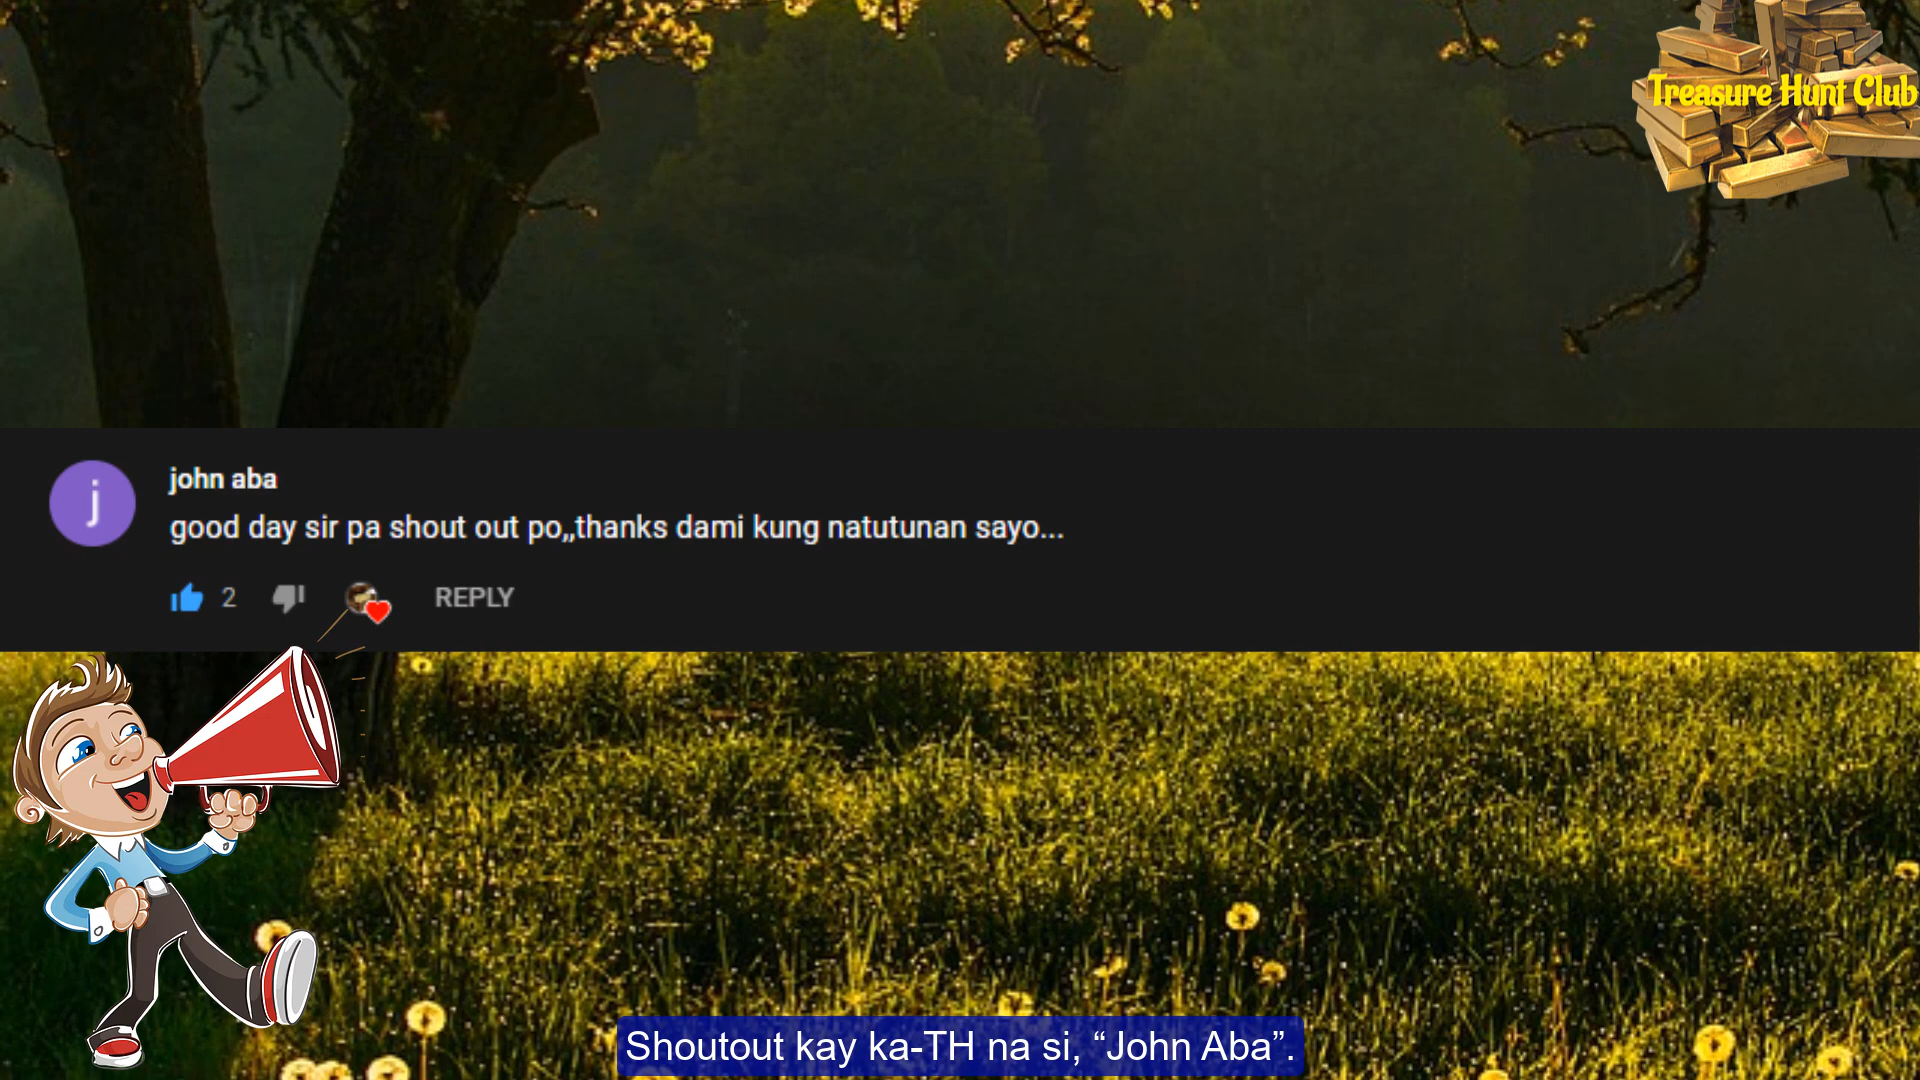 Treasure Hunt Club
j
john aba
good day sir pa shout out po,,thanks dami kung natutunan sayo...
2
REPLY
Shoutout kay ka-TH na si, “John Aba”.